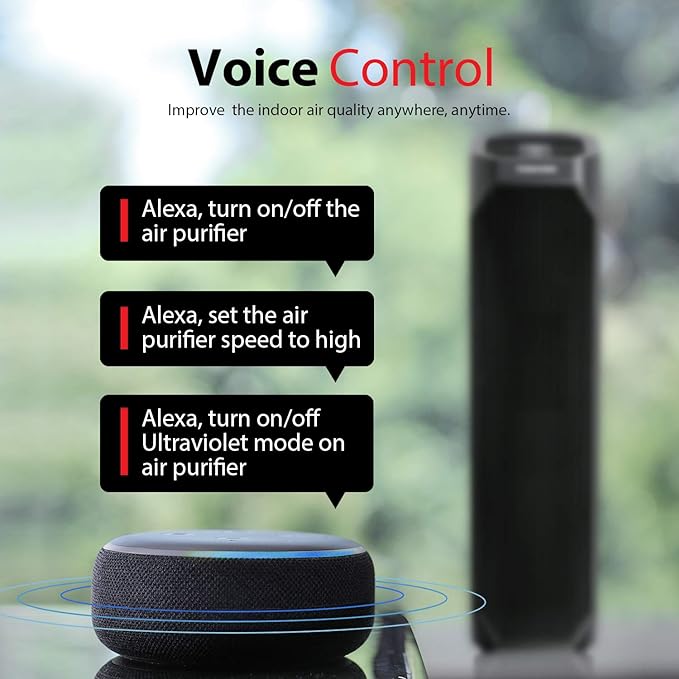 Voice Control
Improve the indoor air quality anywhere, anytime.
Alexa, turn on/off the
air purifier
Alexa, set the air
purifier speed to high
Alexa, turn on/off
Ultraviolet mode on
air purifier